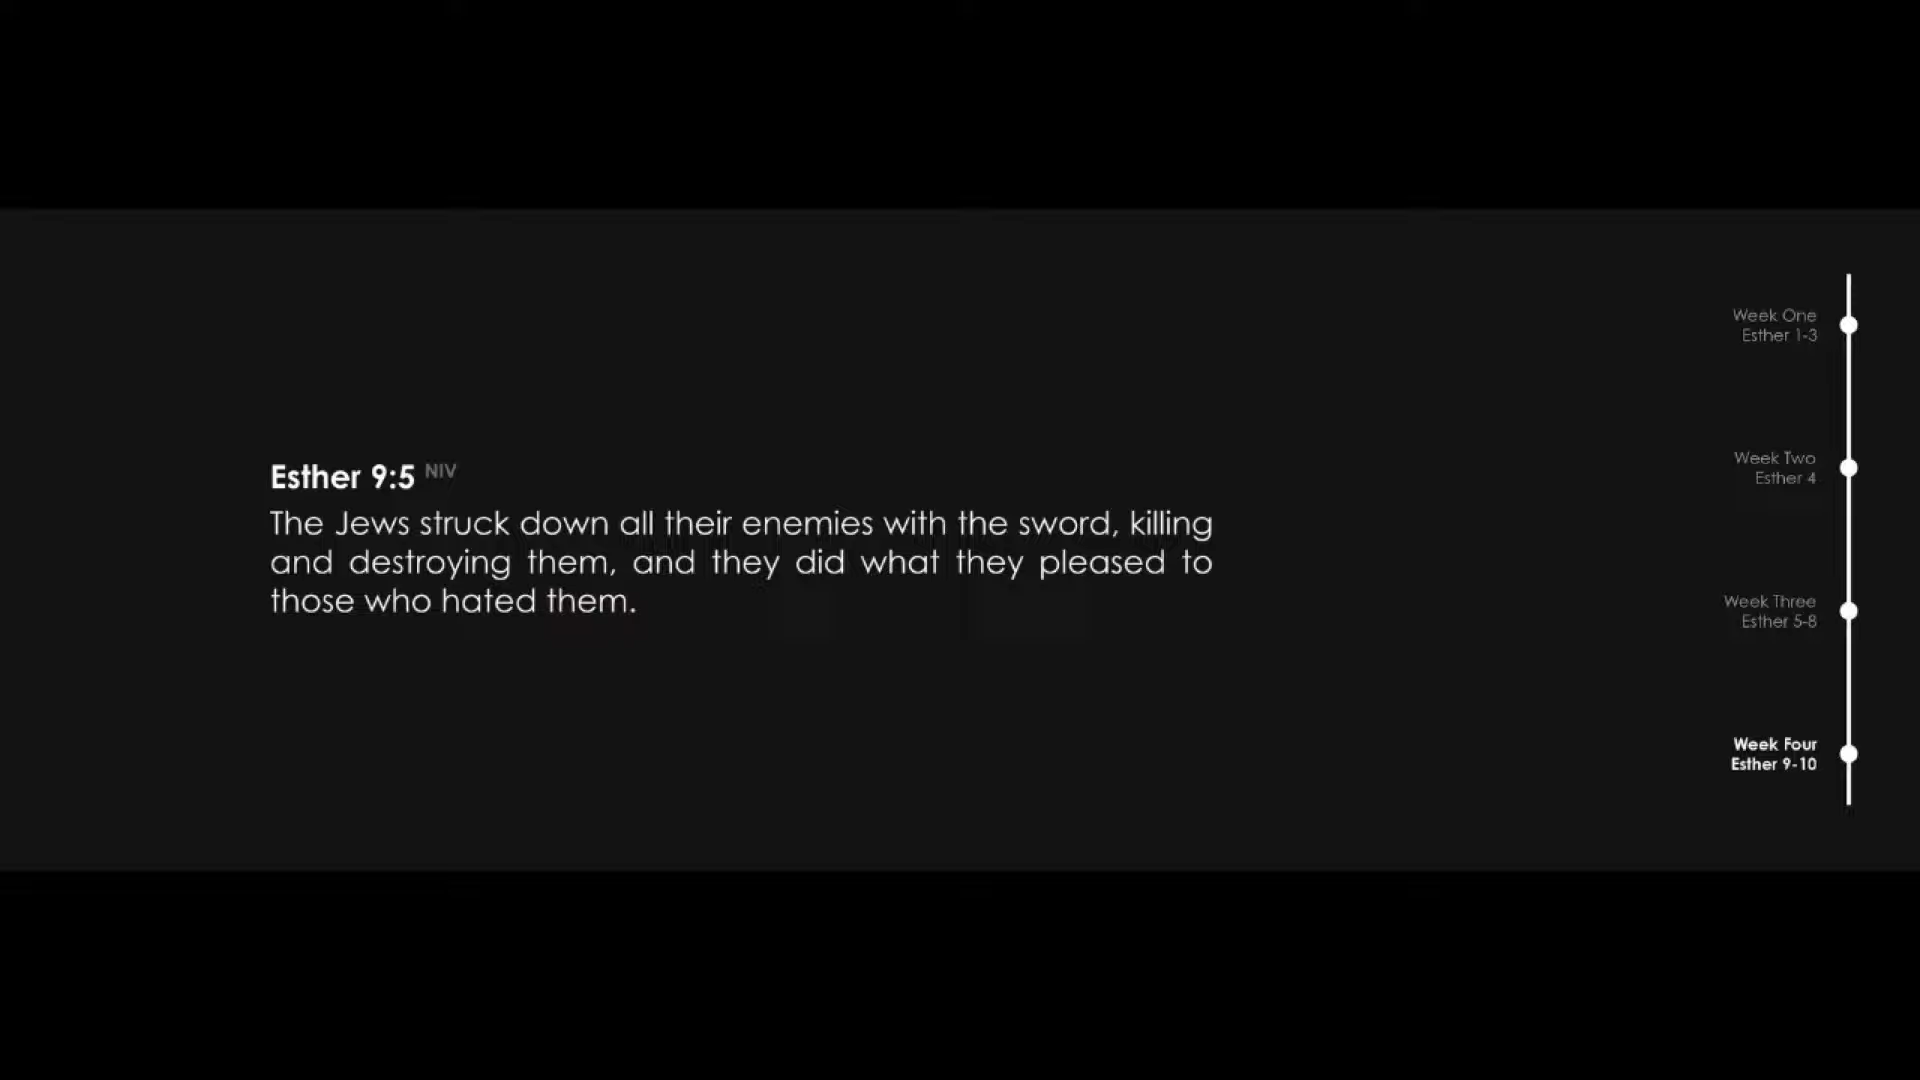 Esther 9:5 NIV
The Jews struck down all their enemies with the sword, killing
and destroying them, and they did what they pleased to
those who hated them.
Week One
Esther 1-3
Week Two
Esther 4
Week Three
Esther 5-8
Week Four
Esther 9-10